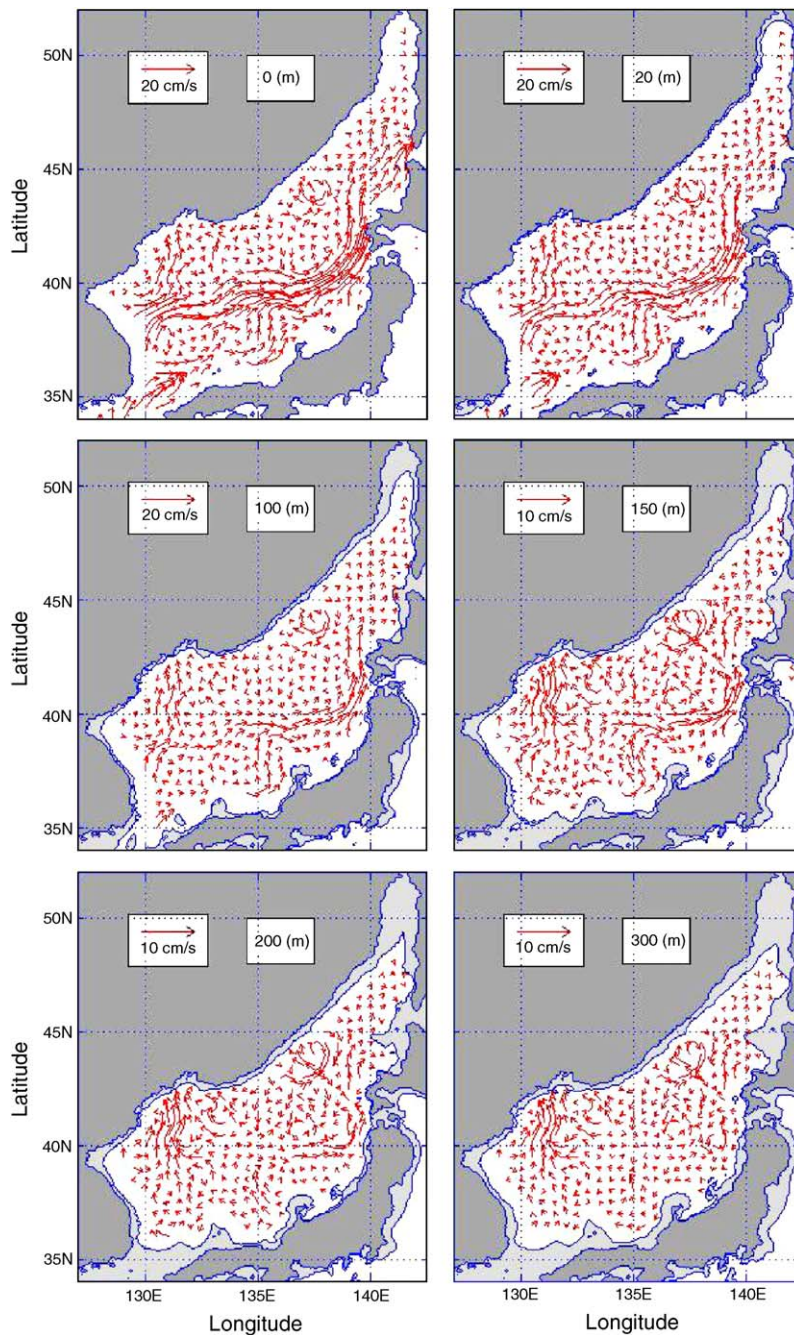 50N
45N
40N
35N
Latitude
20 cm/s
0 (m)
20 cm/s
20 (m)
50N
45N
40N
35N
Latitude
20 cm/s
100 (m)
10 cm/s
150 (m)
50N
45N
40N
35N
Latitude
10 cm/s
200 (m)
10 cm/s
300 (m)
130E
135E
140E
130E
135E
140E
Longitude
Longitude